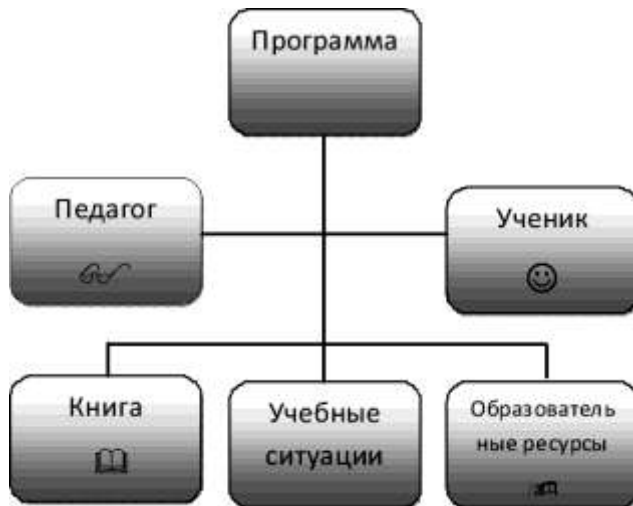 Программа
Педагог
Ученик
Книга
Учебные
ситуации
Образователь
ные ресурсы